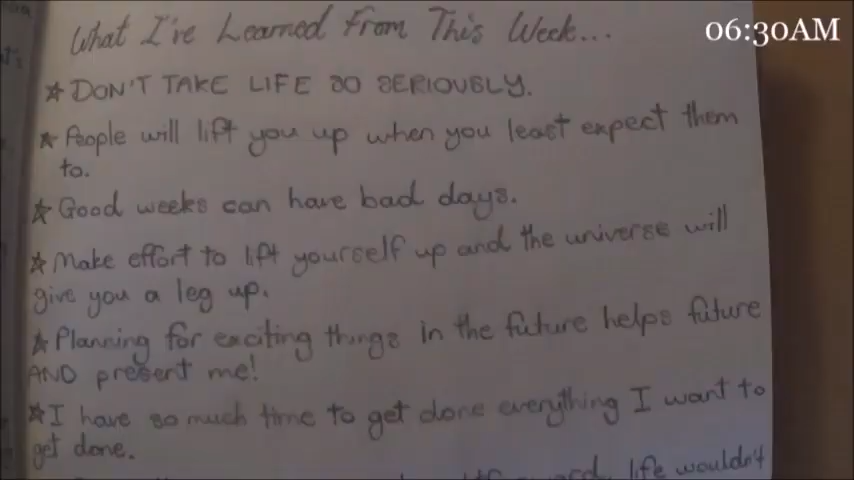 What I've Learned From This Week...
06:30AM
☆ DON'T TAKE LIFE SO SERIOUSLY.
☆ People will lift you up when you least expect them
to.
☆ Good weeks can have bad days.
☆ Make effort to lift yourself up and the universe will
give you a leg up.
☆ Planning for exciting things in the future helps future
AND present me!
☆ I have so much time to get done everything I want to
get done.
life wouldn't